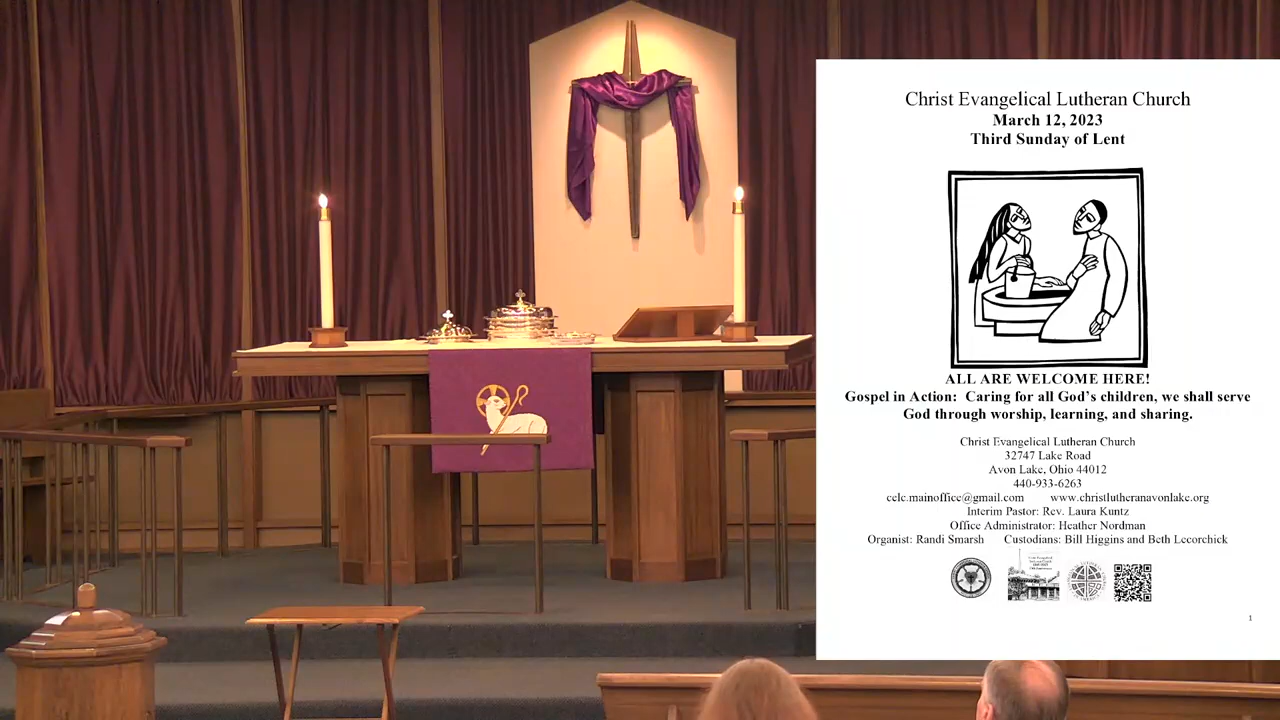 Christ Evangelical Lutheran Church
March 12, 2023
Third Sunday of Lent
ALL ARE WELCOME HERE!
Gospel in Action: Caring for all God's children, we shall serve
God through worship, learning, and sharing.
Christ Evangelical Lutheran Church
32747 Lake Road
Avon Lake, Ohio 44012
440-933-6263
celc.mainoffice@gmail.com www.christlutheranavonlake.org
Interim Pastor: Rev. Laura Kuntz
Office Administrator: Heather Nordman
Organist: Randi Smarsh Custodians: Bill Higgins and Beth Lecorchick
1